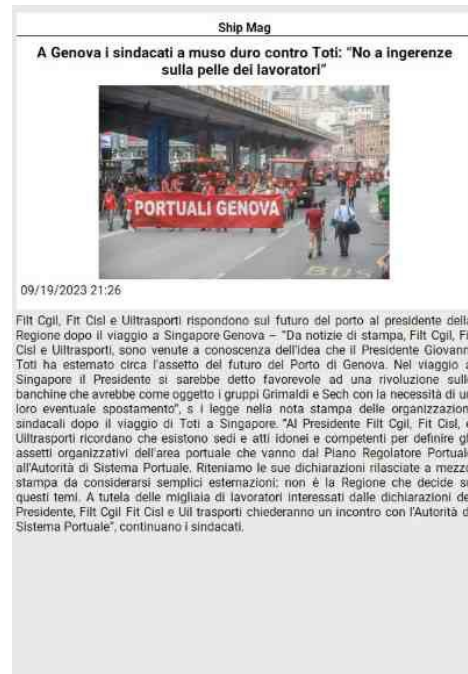 Ship Mag
A Genova i sindacati a muso duro contro Toti: “No a ingerenze
sulla pelle dei lavoratori”
PORTUALI GENOVA
BUS
09/19/2023 21:26
Filt Cgil, Fit Cisl e Uiltrasporti rispondono sul futuro del porto al presidente della
Regione dopo il viaggio a Singapore Genova – “Da notizie di stampa, Filt Cgil, Fit
Cisl e Uiltrasporti, sono venute a conoscenza dell'idea che il Presidente Giovanni
Toti ha esternato circa l'assetto del futuro del Porto di Genova. Nel viaggio a
Singapore il Presidente si sarebbe detto favorevole ad una rivoluzione sulle
banchine che avrebbe come oggetto i gruppi Grimaldi e Sech con la necessità di un
loro eventuale spostamento”, s i legge nella nota stampa delle organizzazioni
sindacali dopo il viaggio di Toti a Singapore. “Al Presidente Filt Cgil, Fit Cisl, e
Uiltrasporti ricordano che esistono sedi e atti idonei e competenti per definire gli
assetti organizzativi dell'area portuale che vanno dal Piano Regolatore Portuale
all'Autorità di Sistema Portuale. Riteniamo le sue dichiarazioni rilasciate a mezzo
stampa da considerarsi semplici esternazioni: non è la Regione che decide su
questi temi. A tutela delle migliaia di lavoratori interessati dalle dichiarazioni del
Presidente, Filt Cgil Fit Cisl e Uil trasporti chiederanno un incontro con l'Autorità di
Sistema Portuale”, continuano i sindacati.